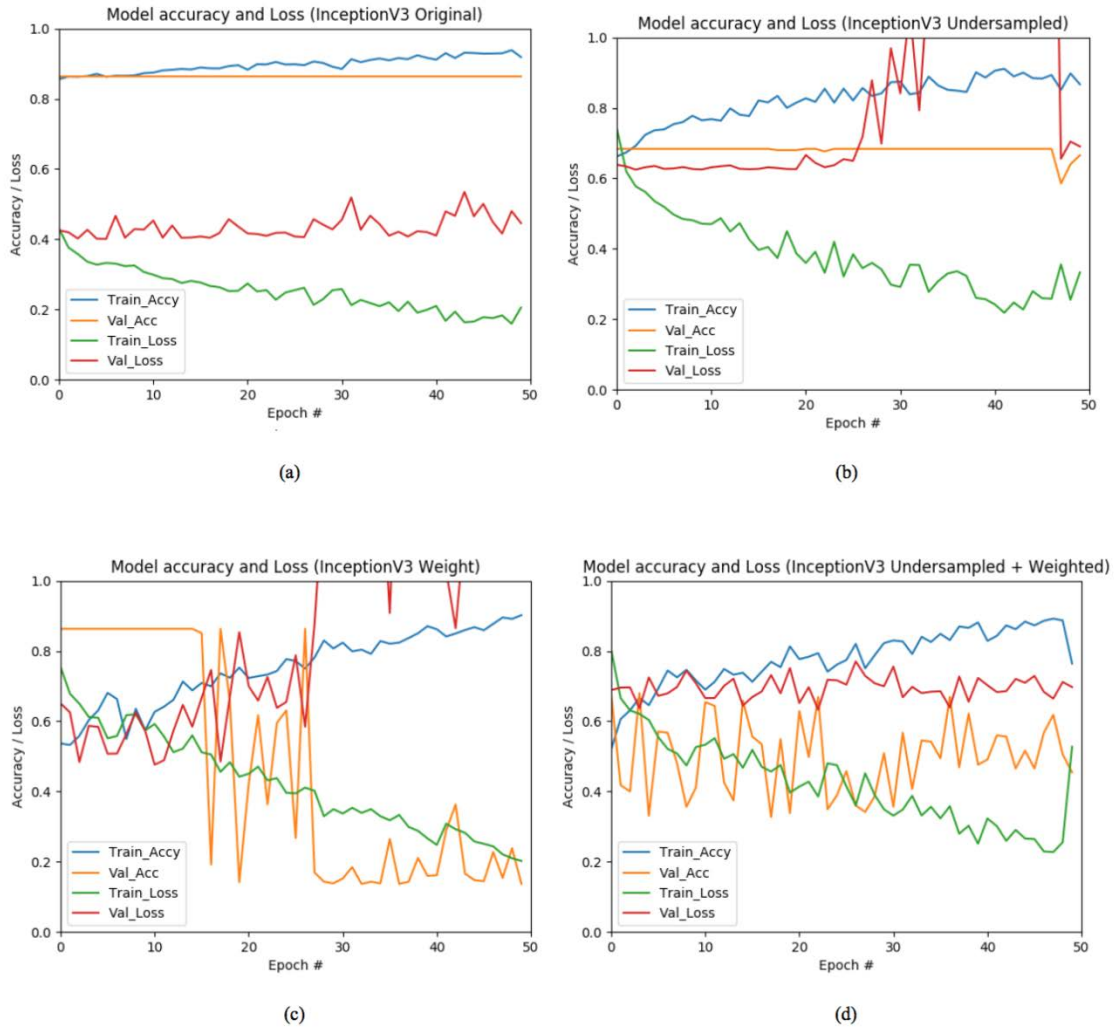 Model accuracy and Loss (InceptionV3 Original)
1.0
0.8
0.6
0.4
0.2
0.0
Accuracy / Loss
Train_Accy
Val_Acc
Train_Loss
Val_Loss
0 10 20 30 40 50
Epoch #
(a)
Model accuracy and Loss (InceptionV3 Undersampled)
1.0
0.8
0.6
0.4
0.2
0.0
Accuracy / Loss
Train_Accy
Val_Acc
Train_Loss
Val_Loss
0 10 20 30 40 50
Epoch #
(b)
Model accuracy and Loss (InceptionV3 Weight)
1.0
0.8
0.6
0.4
0.2
0.0
Accuracy / Loss
Train_Accy
Val_Acc
Train_Loss
Val_Loss
0 10 20 30 40 50
Epoch #
(c)
Model accuracy and Loss (InceptionV3 Undersampled + Weighted)
1.0
0.8
0.6
0.4
0.2
0.0
Accuracy / Loss
Train_Accy
Val_Acc
Train_Loss
Val_Loss
0 10 20 30 40 50
Epoch #
(d)